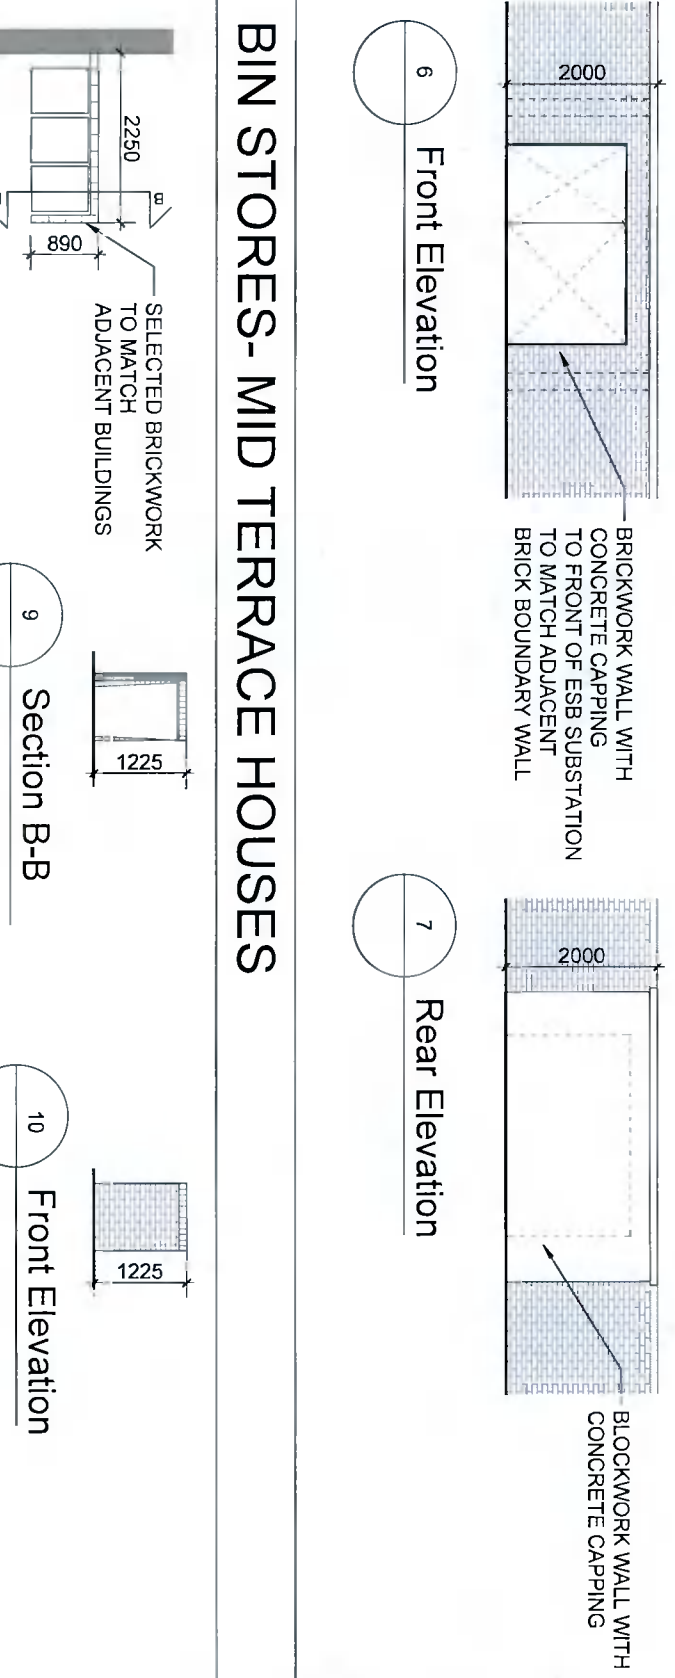 2000
BRICKWORK WALL WITH
CONCRETE CAPPING
TO FRONT OF ESB SUBSTATION
TO MATCH ADJACENT
BRICK BOUNDARY WALL
6
Front Elevation
2000
BLOCKWORK WALL WITH
CONCRETE CAPPING
7
Rear Elevation
BIN STORES- MID TERRACE HOUSES
2250
B
890
SELECTED BRICKWORK
TO MATCH
ADJACENT BUILDINGS
1225
9
Section B-B
1225
10
Front Elevation